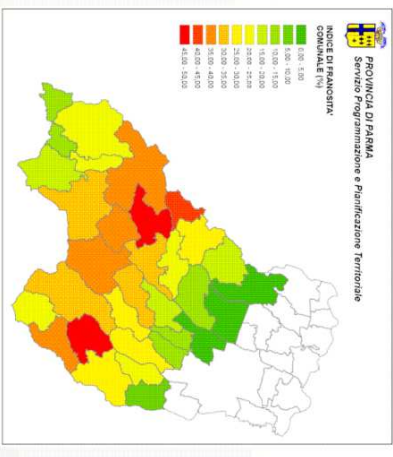 PROVINCIA DI PARMA
Servizio Programmazione e Pianificazione Territoriale
INDICE DI FRANOSITA'
COMUNALE (%)
0,00 - 5,00
5,00 - 10,00
10,00 - 15,00
15,00 - 20,00
20,00 - 25,00
25,00 - 30,00
30,00 - 35,00
35,00 - 40,00
40,00 - 45,00
45,00 - 50,00